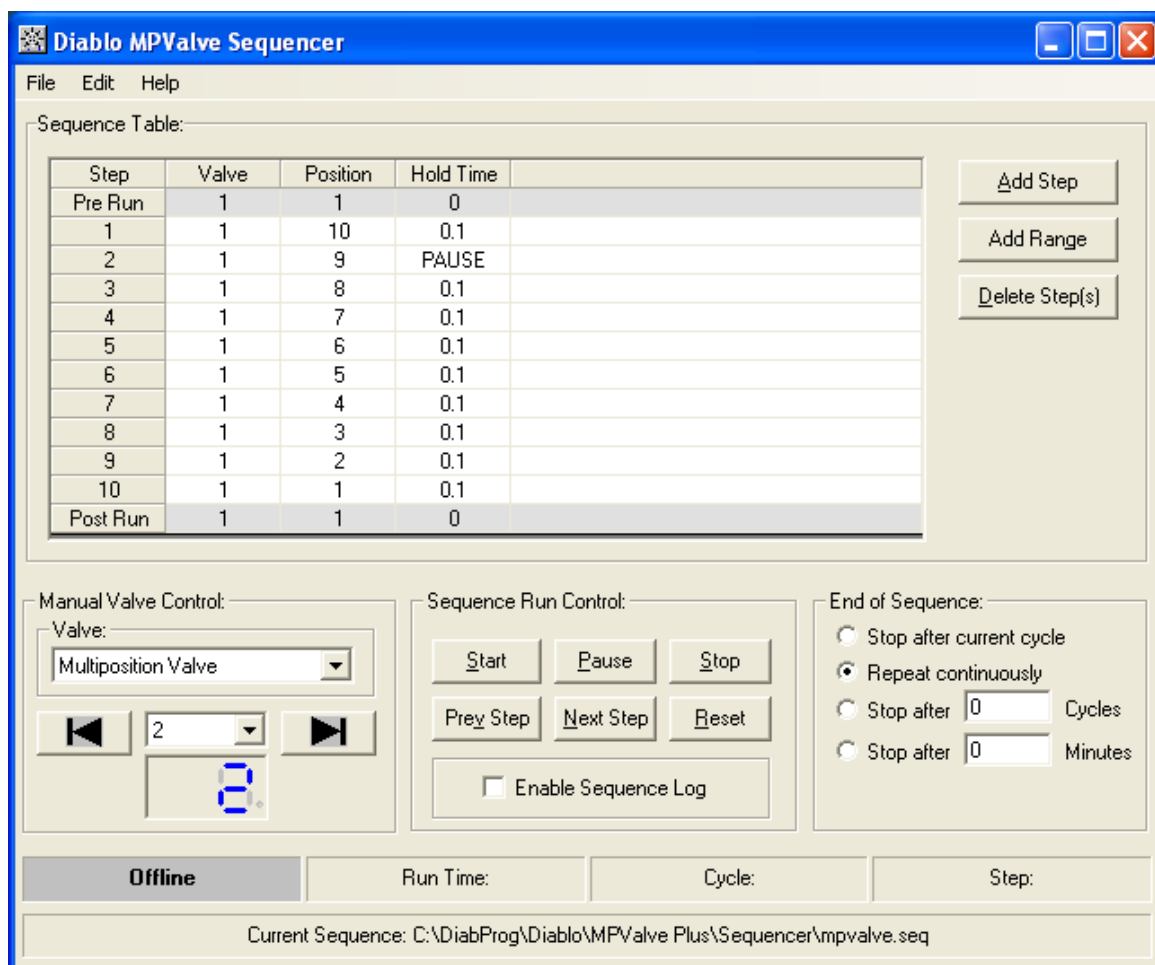 Diablo MPValve Sequencer
File Edit Help
Sequence Table:
Step Valve Position Hold Time
Pre Run 1 1 0
1 1 10 0.1
2 1 9 PAUSE
3 1 8 0.1
4 1 7 0.1
5 1 6 0.1
6 1 5 0.1
7 1 4 0.1
8 1 3 0.1
9 1 2 0.1
10 1 1 0.1
Post Run 1 1 0
Add Step
Add Range
Delete Step(s)
Manual Valve Control:
Valve:
Multiposition Valve
2
2
Sequence Run Control:
Start Pause Stop
Prev Step Next Step Reset
Enable Sequence Log
End of Sequence:
Stop after current cycle
Repeat continuously
Stop after 0 Cycles
Stop after 0 Minutes
Offline Run Time: Cycle: Step:
Current Sequence: C:\DiabProg\Diablo\MPValve Plus\Sequencer\mpvalve.seq